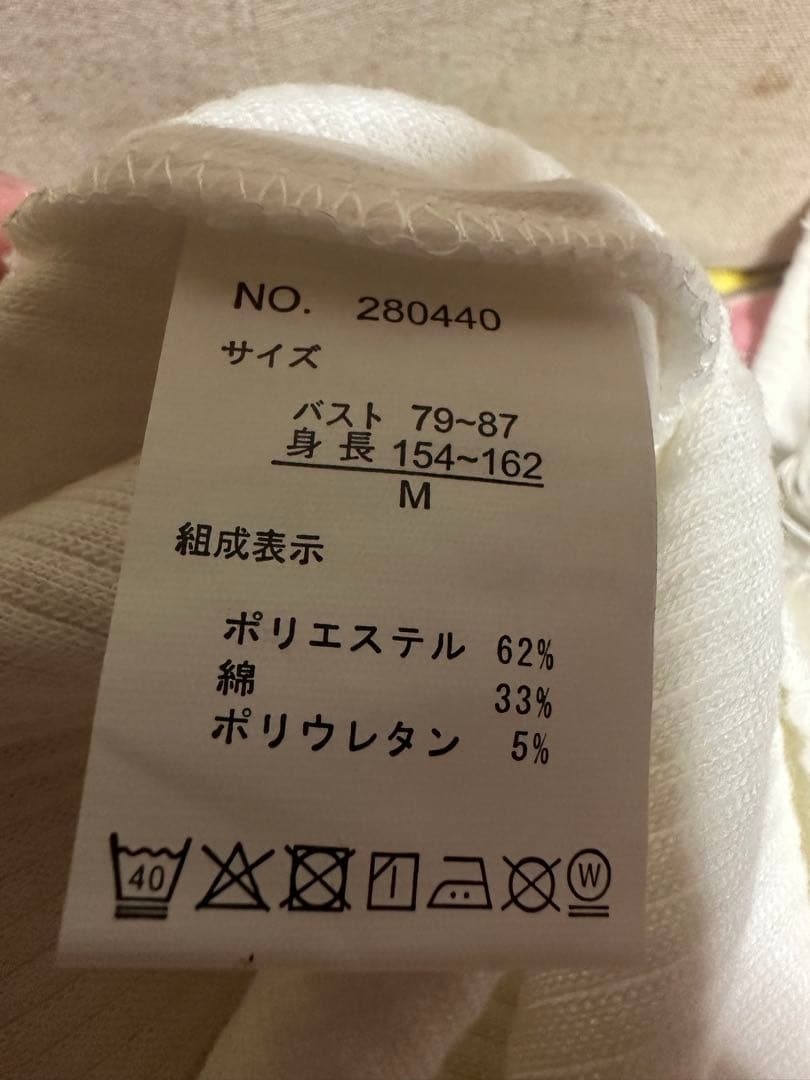 NO. 280440
サイズ
バスト 79~87
身長 154~162
M
組成表示
ポリエステル 62%
綿 33%
ポリウレタン 5%
40 W